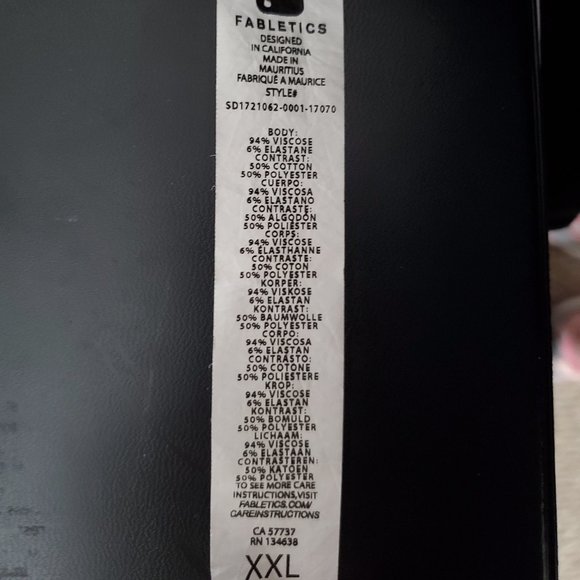 FABLETICS
DESIGNED
IN CALIFORNIA
MADE IN
MAURITIUS
FABRIQUÉ A MAURICE
STYLE#
SD1721062-0001-17070
BODY:
94% VISCOSE
6% ELASTANE
CONTRAST:
50% COTTON
50% POLYESTER
CUERPO:
94% VISCOSA
6% ELASTANO
CONTRASTE:
50% ALGODÓN
50% POLIÉSTER
CORPS:
94% VISCOSE
6% ELASTHANNE
CONTRASTE:
50% COTON
50% POLYESTER
KÖRPER:
94% VISKOSE
6% ELASTAN
KONTRAST:
50% BAUMWOLLE
50% POLYESTER
CORPO:
94% VISCOSA
6% ELASTAN
CONTRASTO:
50% COTONE
50% POLIESTERE
KROP:
94% VISCOSE
6% ELASTAN
KONTRAST:
50% BOMULD
50% POLYESTER
LICHAAM:
94% VISCOSE
6% ELASTAAN
CONTRASTEREN:
50% KATOEN
50% POLYESTER
TO SEE MORE CARE
INSTRUCTIONS,VISIT
FABLETICS.COM/
CAREINSTRUCTIONS
CA 57737
RN 134638
XXL